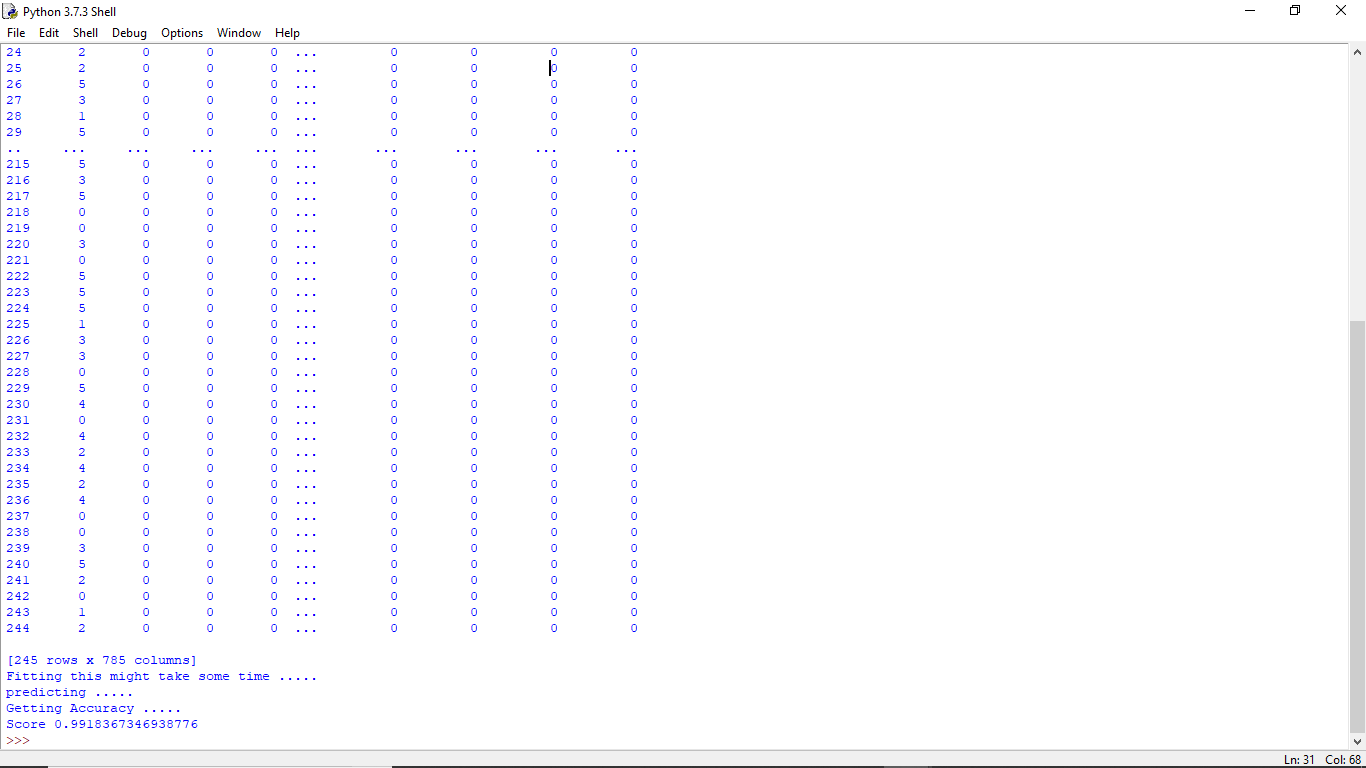 Python 3.7.3 Shell
File Edit Shell Debug Options Window Help
24 2 0 0 0 ... 0 0 0 0
25 2 0 0 0 ... 0 0 0 0
26 5 0 0 0 ... 0 0 0 0
27 3 0 0 0 ... 0 0 0 0
28 1 0 0 0 ... 0 0 0 0
29 5 0 0 0 ... 0 0 0 0
.. ... ... ... ... ... ... ... ... ...
215 5 0 0 0 ... 0 0 0 0
216 3 0 0 0 ... 0 0 0 0
217 5 0 0 0 ... 0 0 0 0
218 0 0 0 0 ... 0 0 0 0
219 0 0 0 0 ... 0 0 0 0
220 3 0 0 0 ... 0 0 0 0
221 0 0 0 0 ... 0 0 0 0
222 5 0 0 0 ... 0 0 0 0
223 5 0 0 0 ... 0 0 0 0
224 5 0 0 0 ... 0 0 0 0
225 1 0 0 0 ... 0 0 0 0
226 3 0 0 0 ... 0 0 0 0
227 3 0 0 0 ... 0 0 0 0
228 0 0 0 0 ... 0 0 0 0
229 5 0 0 0 ... 0 0 0 0
230 4 0 0 0 ... 0 0 0 0
231 0 0 0 0 ... 0 0 0 0
232 4 0 0 0 ... 0 0 0 0
233 2 0 0 0 ... 0 0 0 0
234 4 0 0 0 ... 0 0 0 0
235 2 0 0 0 ... 0 0 0 0
236 4 0 0 0 ... 0 0 0 0
237 0 0 0 0 ... 0 0 0 0
238 0 0 0 0 ... 0 0 0 0
239 3 0 0 0 ... 0 0 0 0
240 5 0 0 0 ... 0 0 0 0
241 2 0 0 0 ... 0 0 0 0
242 0 0 0 0 ... 0 0 0 0
243 1 0 0 0 ... 0 0 0 0
244 2 0 0 0 ... 0 0 0 0
[245 rows x 785 columns]
Fitting this might take some time .....
predicting .....
Getting Accuracy .....
Score 0.9918367346938776
>>>
Ln: 31 Col: 68